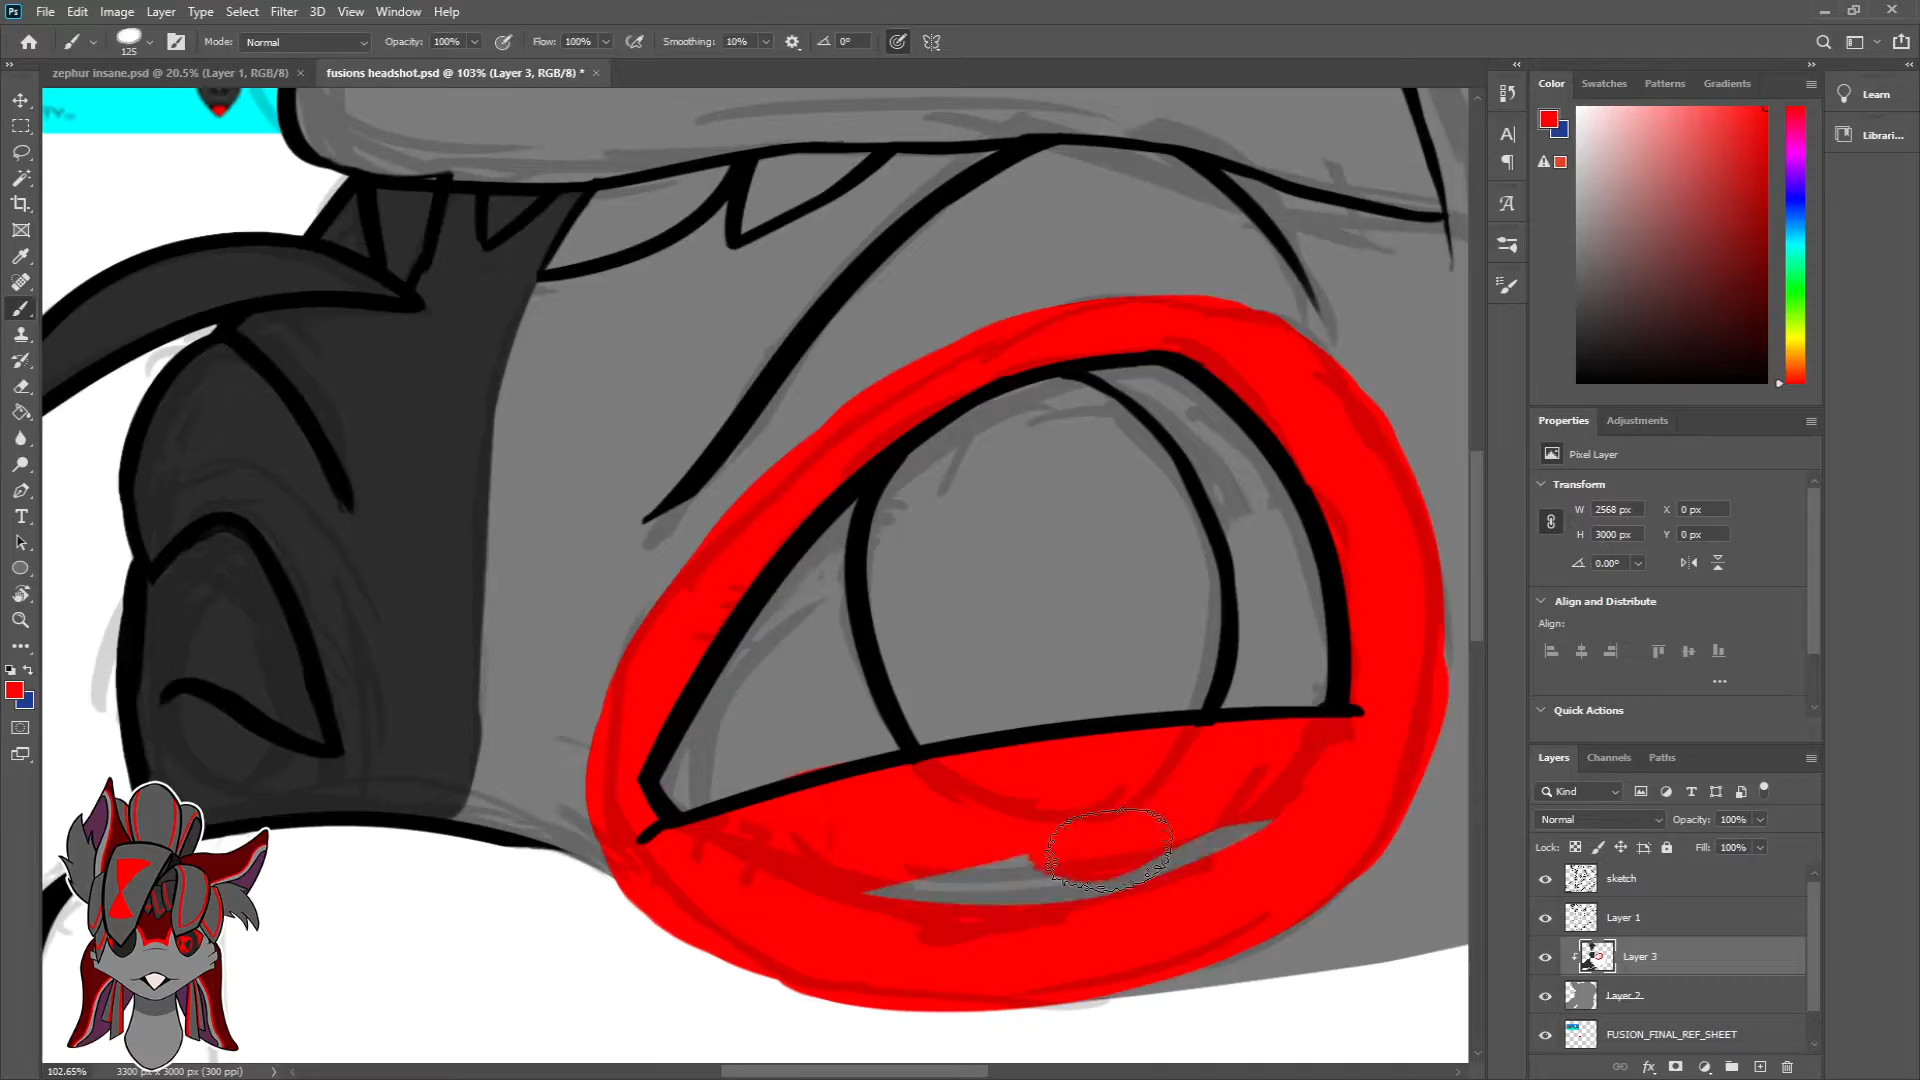 Ps File Edit Image Layer Type Select Filter 3D View Window Help
125 Mode: Normal Opacity: 100% Flow: 100% Smoothing: 10% 0°
zephur insane.psd @ 20.5% (Layer 1, RGB/8) × fusions headshot.psd @ 103% (Layer 3, RGB/8) * ×
Color Swatches Patterns Gradients
Learn
Librari...
Properties Adjustments
Pixel Layer
Transform
W 2568 px X 0 px
H 3000 px Y 0 px
0.00°
Align and Distribute
Align:
Quick Actions
Layers Channels Paths
Kind
Normal Opacity: 100%
Lock: Fill: 100%
sketch
Layer 1
Layer 3
Layer 2
FUSION_FINAL_REF_SHEET
102.65% 3300 px x 3000 px (300 ppi)